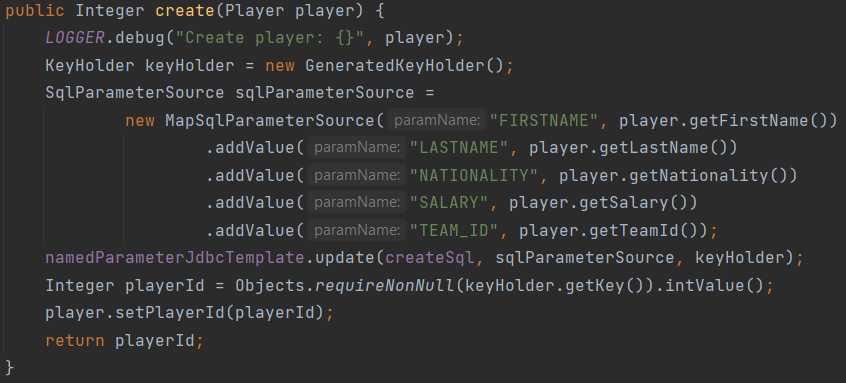 public Integer create(Player player) {
LOGGER.debug("Create player: {}", player);
KeyHolder keyHolder = new GeneratedKeyHolder();
SqlParameterSource sqlParameterSource =
new MapSqlParameterSource( paramName: "FIRSTNAME", player.getFirstName())
.addValue( paramName: "LASTNAME", player.getLastName())
.addValue( paramName: "NATIONALITY", player.getNationality())
.addValue( paramName: "SALARY", player.getSalary())
.addValue( paramName: "TEAM_ID", player.getTeamId());
namedParameterJdbcTemplate.update(createSql, sqlParameterSource, keyHolder);
Integer playerId = Objects.requireNonNull(keyHolder.getKey()).intValue();
player.setPlayerId(playerId);
return playerId;
}